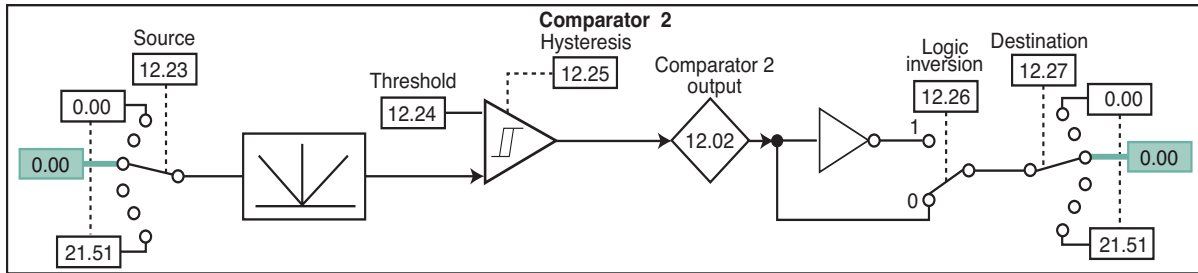 Comparator 2
Source
12.23
Hysteresis
12.25
Threshold
12.24
Comparator 2
output
12.02
Logic
inversion
12.26
Destination
12.27
0.00
0.00
21.51
1
0
0.00
0.00
21.51